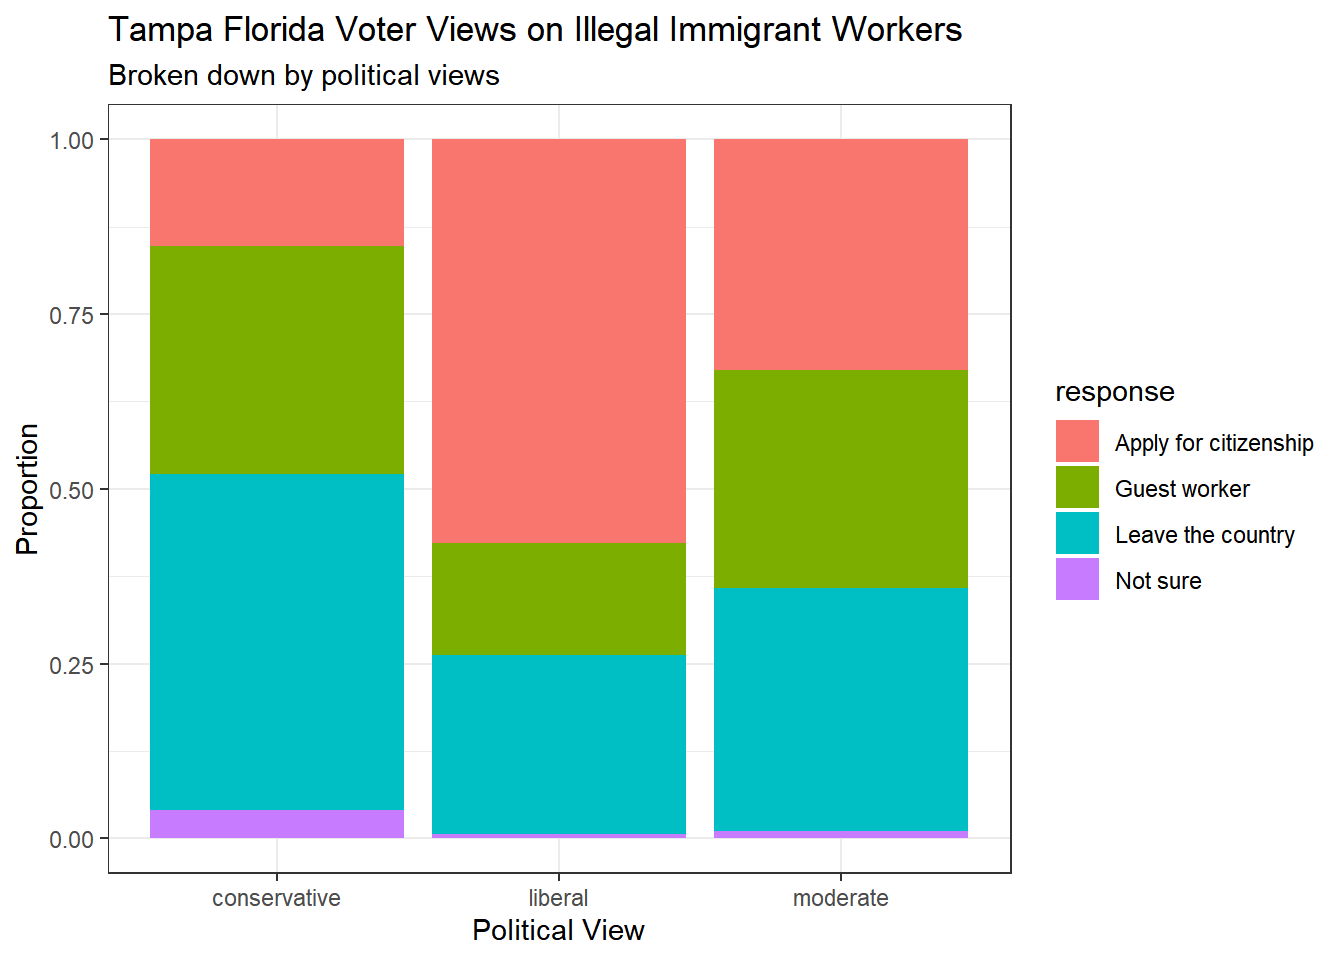 Tampa Florida Voter Views on Illegal Immigrant Workers
Broken down by political views
Proportion
1.00
0.75
0.50
0.25
0.00
conservative
liberal
moderate
Political View
response
Apply for citizenship
Guest worker
Leave the country
Not sure